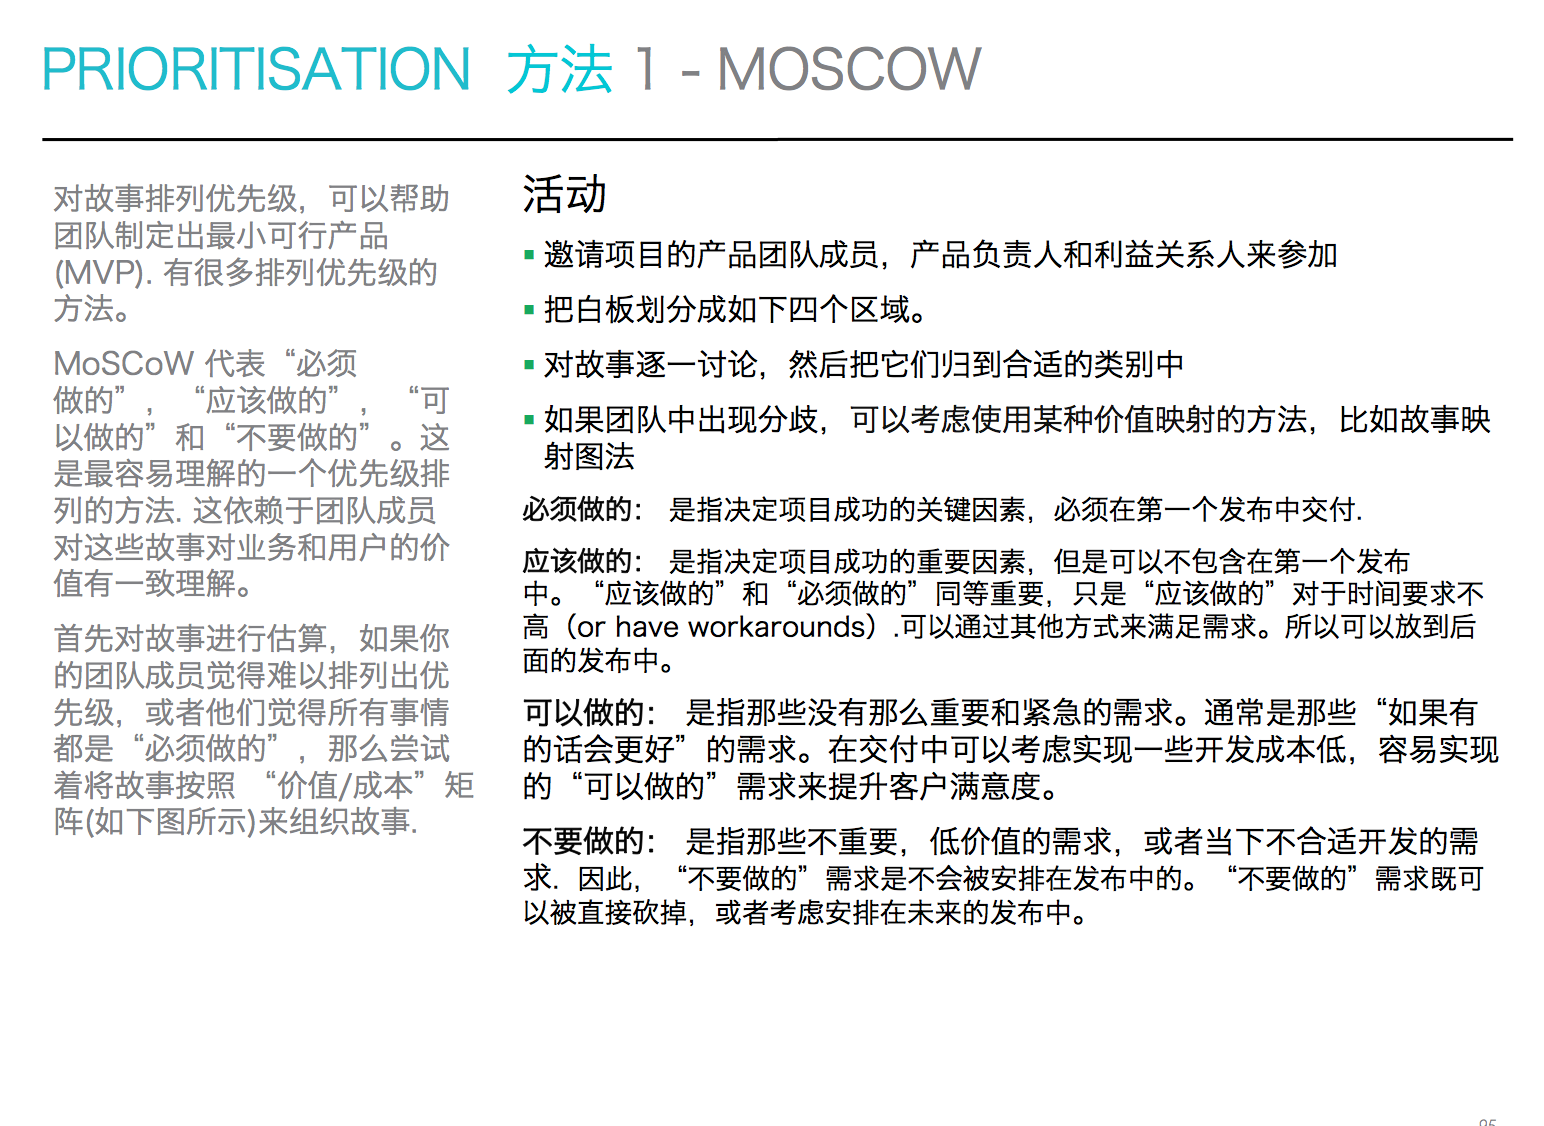 PRIORITISATION 方法 1 - MOSCOW
对故事排列优先级，可以帮助
团队制定出最小可行产品
(MVP). 有很多排列优先级的
方法。
MoSCoW 代表“必须
做的”，“应该做的”，“可
以做的”和“不要做的”。这
是最容易理解的一个优先级排
列的方法. 这依赖于团队成员
对这些故事对业务和用户的价
值有一致理解。
首先对故事进行估算，如果你
的团队成员觉得难以排列出优
先级，或者他们觉得所有事情
都是“必须做的”，那么尝试
着将故事按照 “价值/成本”矩
阵(如下图所示)来组织故事.
活动
▪ 邀请项目的产品团队成员，产品负责人和利益关系人来参加
▪ 把白板划分成如下四个区域。
▪ 对故事逐一讨论，然后把它们归到合适的类别中
▪ 如果团队中出现分歧，可以考虑使用某种价值映射的方法，比如故事映
射图法
必须做的： 是指决定项目成功的关键因素，必须在第一个发布中交付.
应该做的： 是指决定项目成功的重要因素，但是可以不包含在第一个发布
中。“应该做的”和“必须做的”同等重要，只是“应该做的”对于时间要求不
高（or have workarounds）.可以通过其他方式来满足需求。所以可以放到后
面的发布中。
可以做的： 是指那些没有那么重要和紧急的需求。通常是那些“如果有
的话会更好”的需求。在交付中可以考虑实现一些开发成本低，容易实现
的“可以做的”需求来提升客户满意度。
不要做的： 是指那些不重要，低价值的需求，或者当下不合适开发的需
求. 因此，“不要做的”需求是不会被安排在发布中的。“不要做的”需求既可
以被直接砍掉，或者考虑安排在未来的发布中。